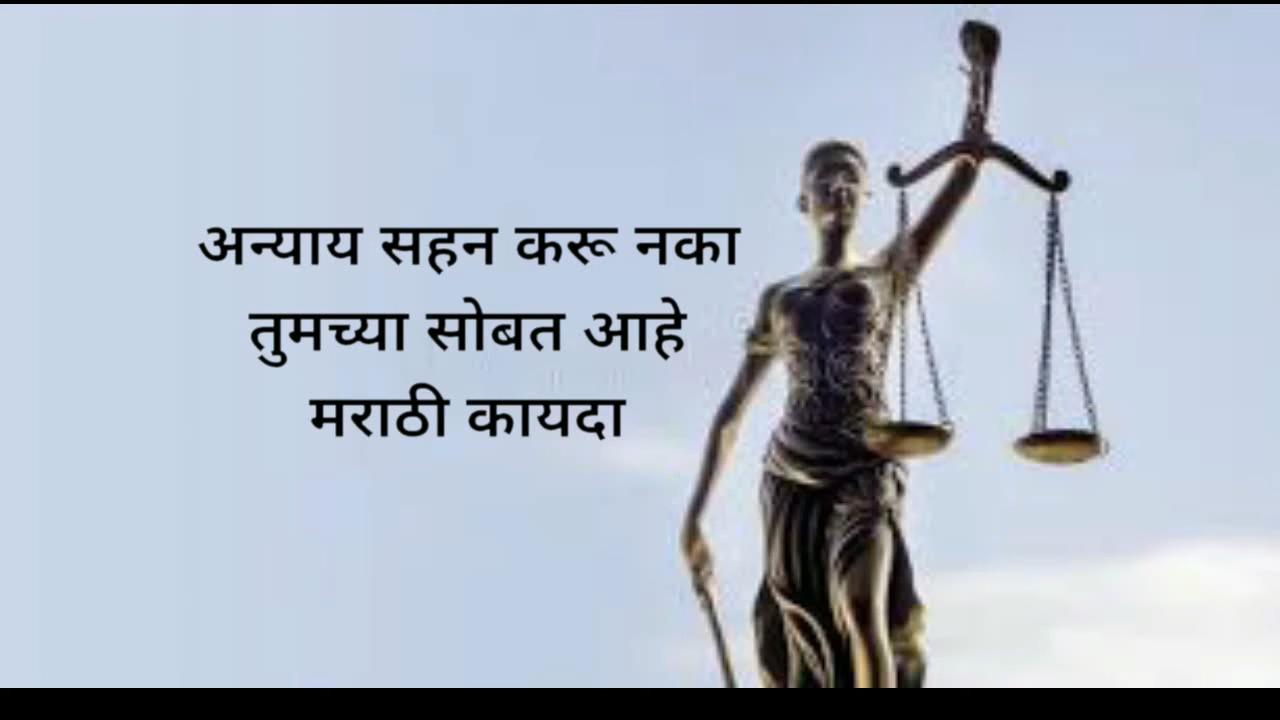 अन्याय सहन करू नका
तुमच्या सोबत आहे
मराठी कायदा